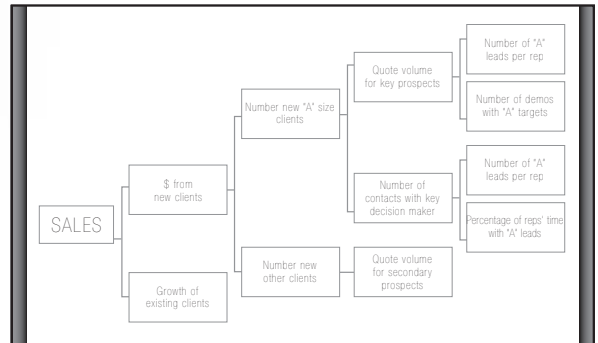 SALES
$ from
new clients
Growth of
existing clients
Number new "A" size
clients
Number new
other clients
Quote volume
for key prospects
Number of
contacts with key
decision maker
Quote volume
for secondary
prospects
Number of "A"
leads per rep
Number of demos
with "A" targets
Number of "A"
leads per rep
Percentage of reps' time
with "A" leads